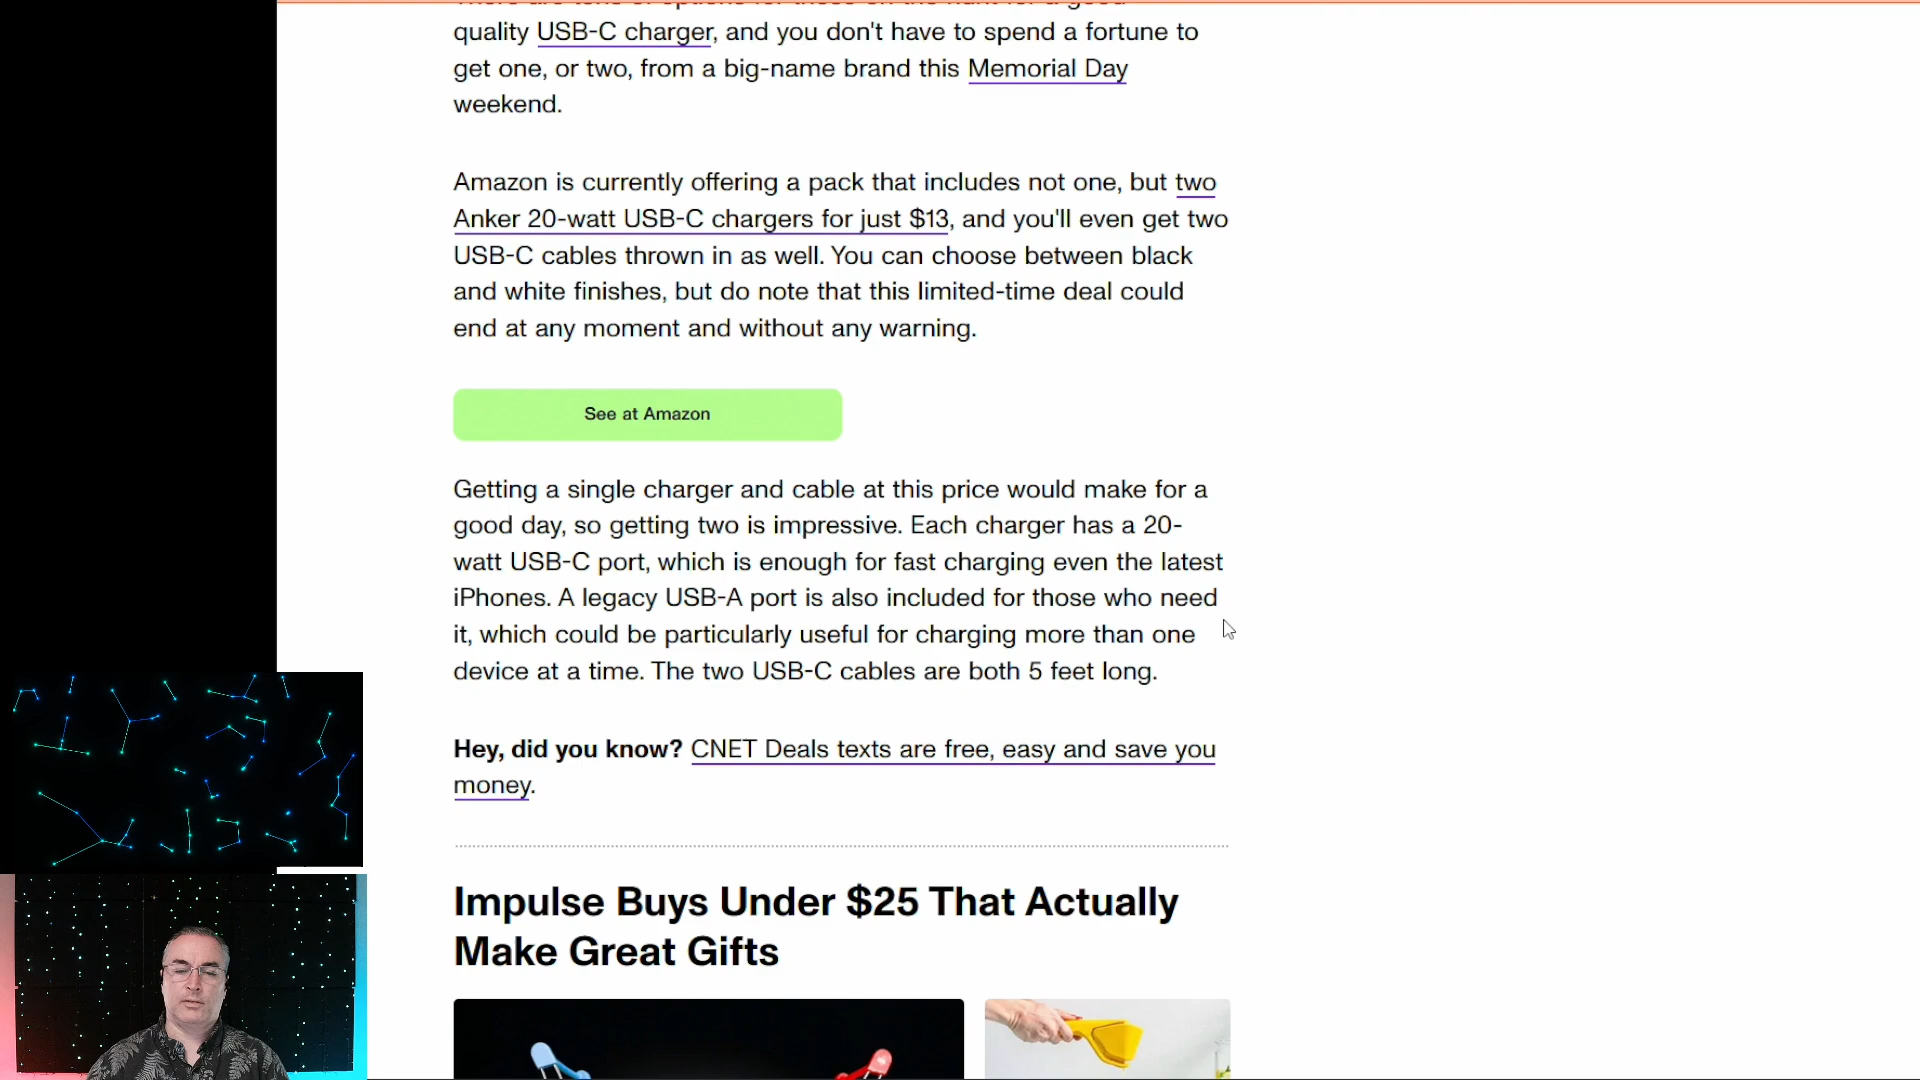 quality USB-C charger, and you don't have to spend a fortune to
get one, or two, from a big-name brand this Memorial Day
weekend.
Amazon is currently offering a pack that includes not one, but two
Anker 20-watt USB-C chargers for just $13, and you'll even get two
USB-C cables thrown in as well. You can choose between black
and white finishes, but do note that this limited-time deal could
end at any moment and without any warning.
See at Amazon
Getting a single charger and cable at this price would make for a
good day, so getting two is impressive. Each charger has a 20-
watt USB-C port, which is enough for fast charging even the latest
iPhones. A legacy USB-A port is also included for those who need
it, which could be particularly useful for charging more than one
device at a time. The two USB-C cables are both 5 feet long.
Hey, did you know? CNET Deals texts are free, easy and save you
money.
Impulse Buys Under $25 That Actually
Make Great Gifts